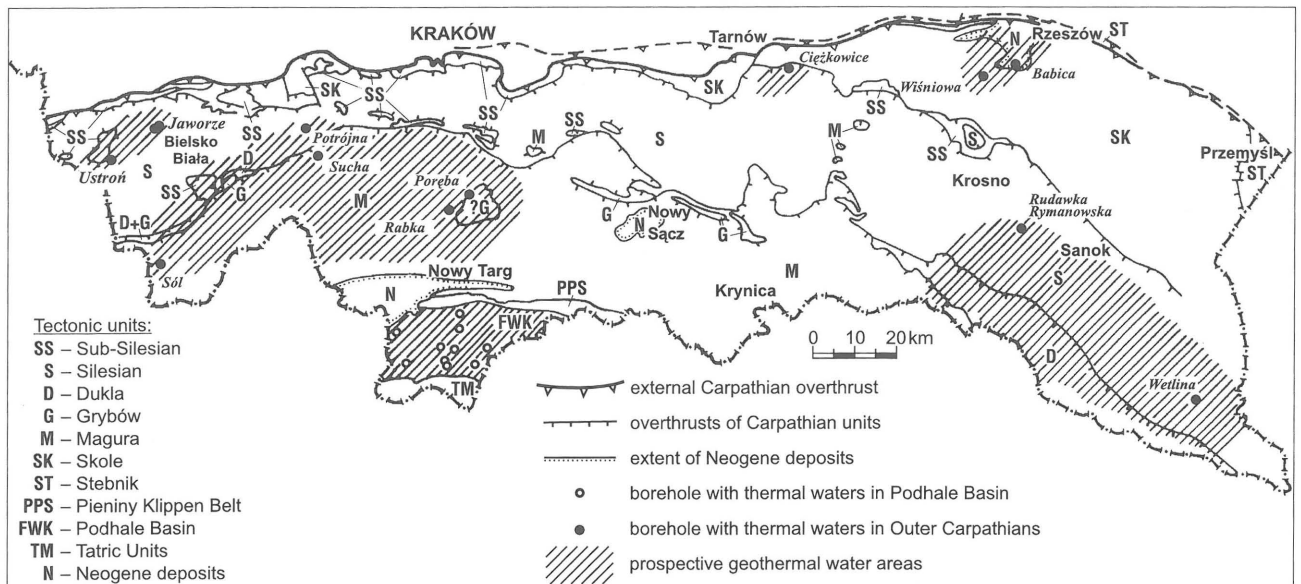 KRAKÓW
Tarnów
Rzeszów
ST
N
Ciężkowice
Babica
Wiśniowa
SK
SS
SK
SS
SS
SS
SS
SS
Jaworze
Bielsko
Biała
Potrójna
Ustroń
S
SS
D
G
Sucha
M
M
SS
S
M
SS
S
SK
Przemyśl
ST
Krosno
Poręba
?G
Rabka
D+G
Sól
G
N
Nowy
Sącz
G
Rudawka
Rymanowska
Sanok
S
Nowy Targ
N
PPS
FWK
TM
M
Krynica
D
Wetlina
0 10 20 km
Tectonic units:
SS – Sub-Silesian
S – Silesian
D – Dukla
G – Grybów
M – Magura
SK – Skole
ST – Stebnik
PPS – Pieniny Klippen Belt
FWK – Podhale Basin
TM – Tatric Units
N – Neogene deposits
external Carpathian overthrust
overthrusts of Carpathian units
extent of Neogene deposits
borehole with thermal waters in Podhale Basin
borehole with thermal waters in Outer Carpathians
prospective geothermal water areas